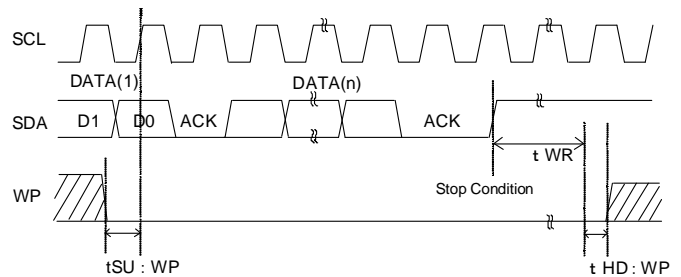 SCL
DATA(1) DATA(n)
SDA D1 D0 ACK ACK
t WR
WP Stop Condition
tSU : WP t HD : WP